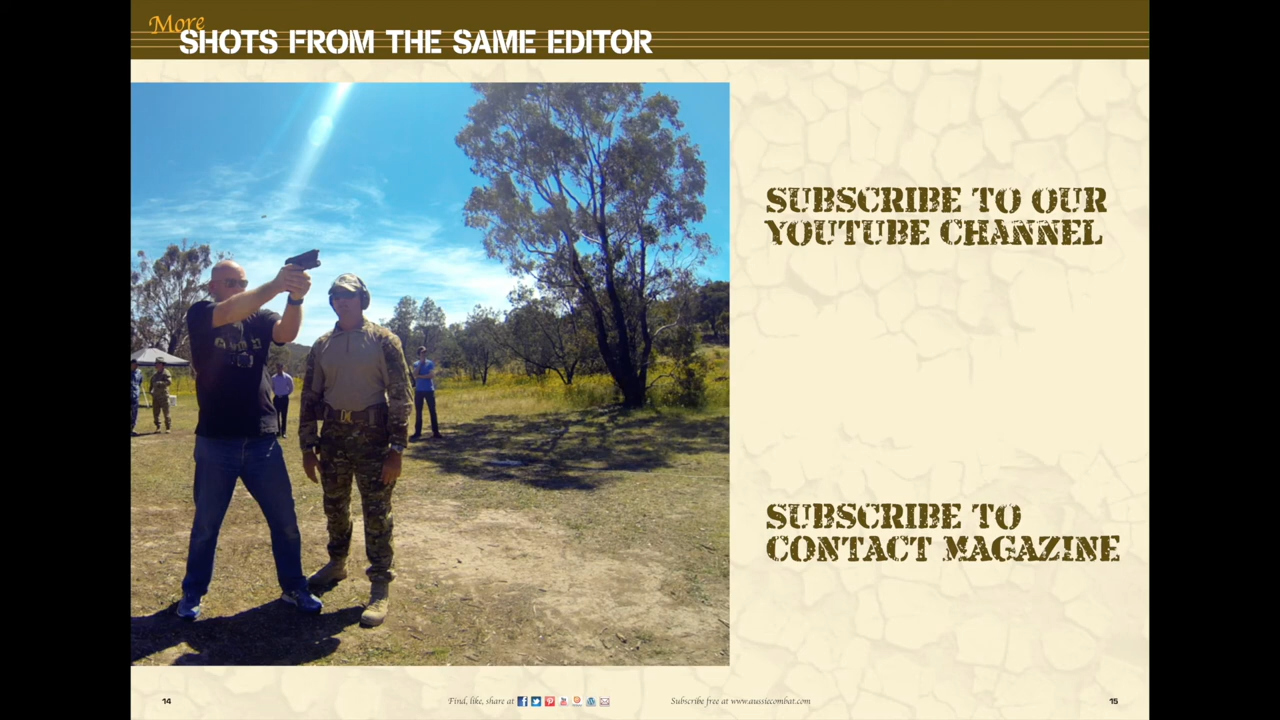 More
SHOTS FROM THE SAME EDITOR
SUBSCRIBE TO OUR
YOUTUBE CHANNEL
SUBSCRIBE TO
CONTACT MAGAZINE
14
Find, like, share at
Subscribe free at www.aussiecombat.com
15